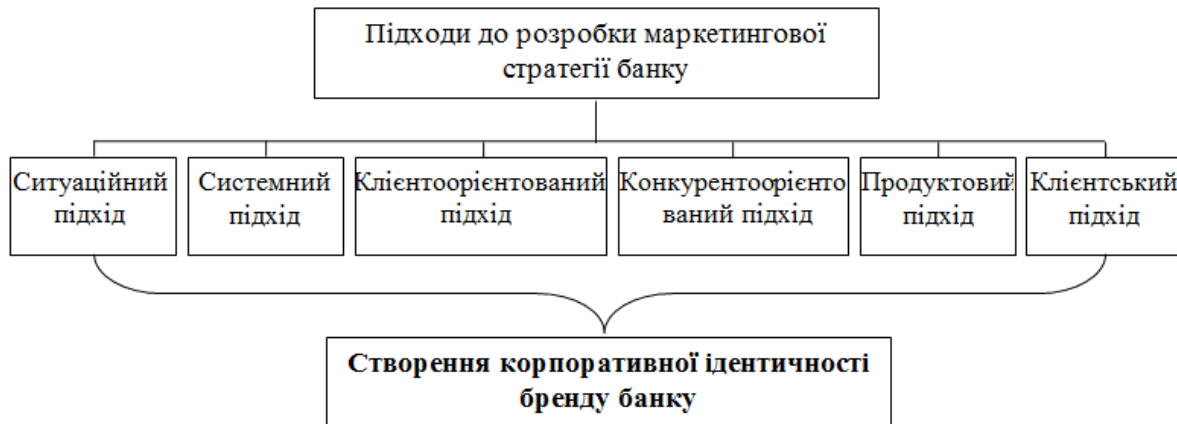 Підходи до розробки маркетингової
стратегії банку
Ситуаційний
підхід
Системний
підхід
Клієнтоорієнтований
підхід
Конкурентоорієнто
ваний підхід
Продуктовий
підхід
Клієнтський
підхід
Створення корпоративної ідентичності
бренду банку